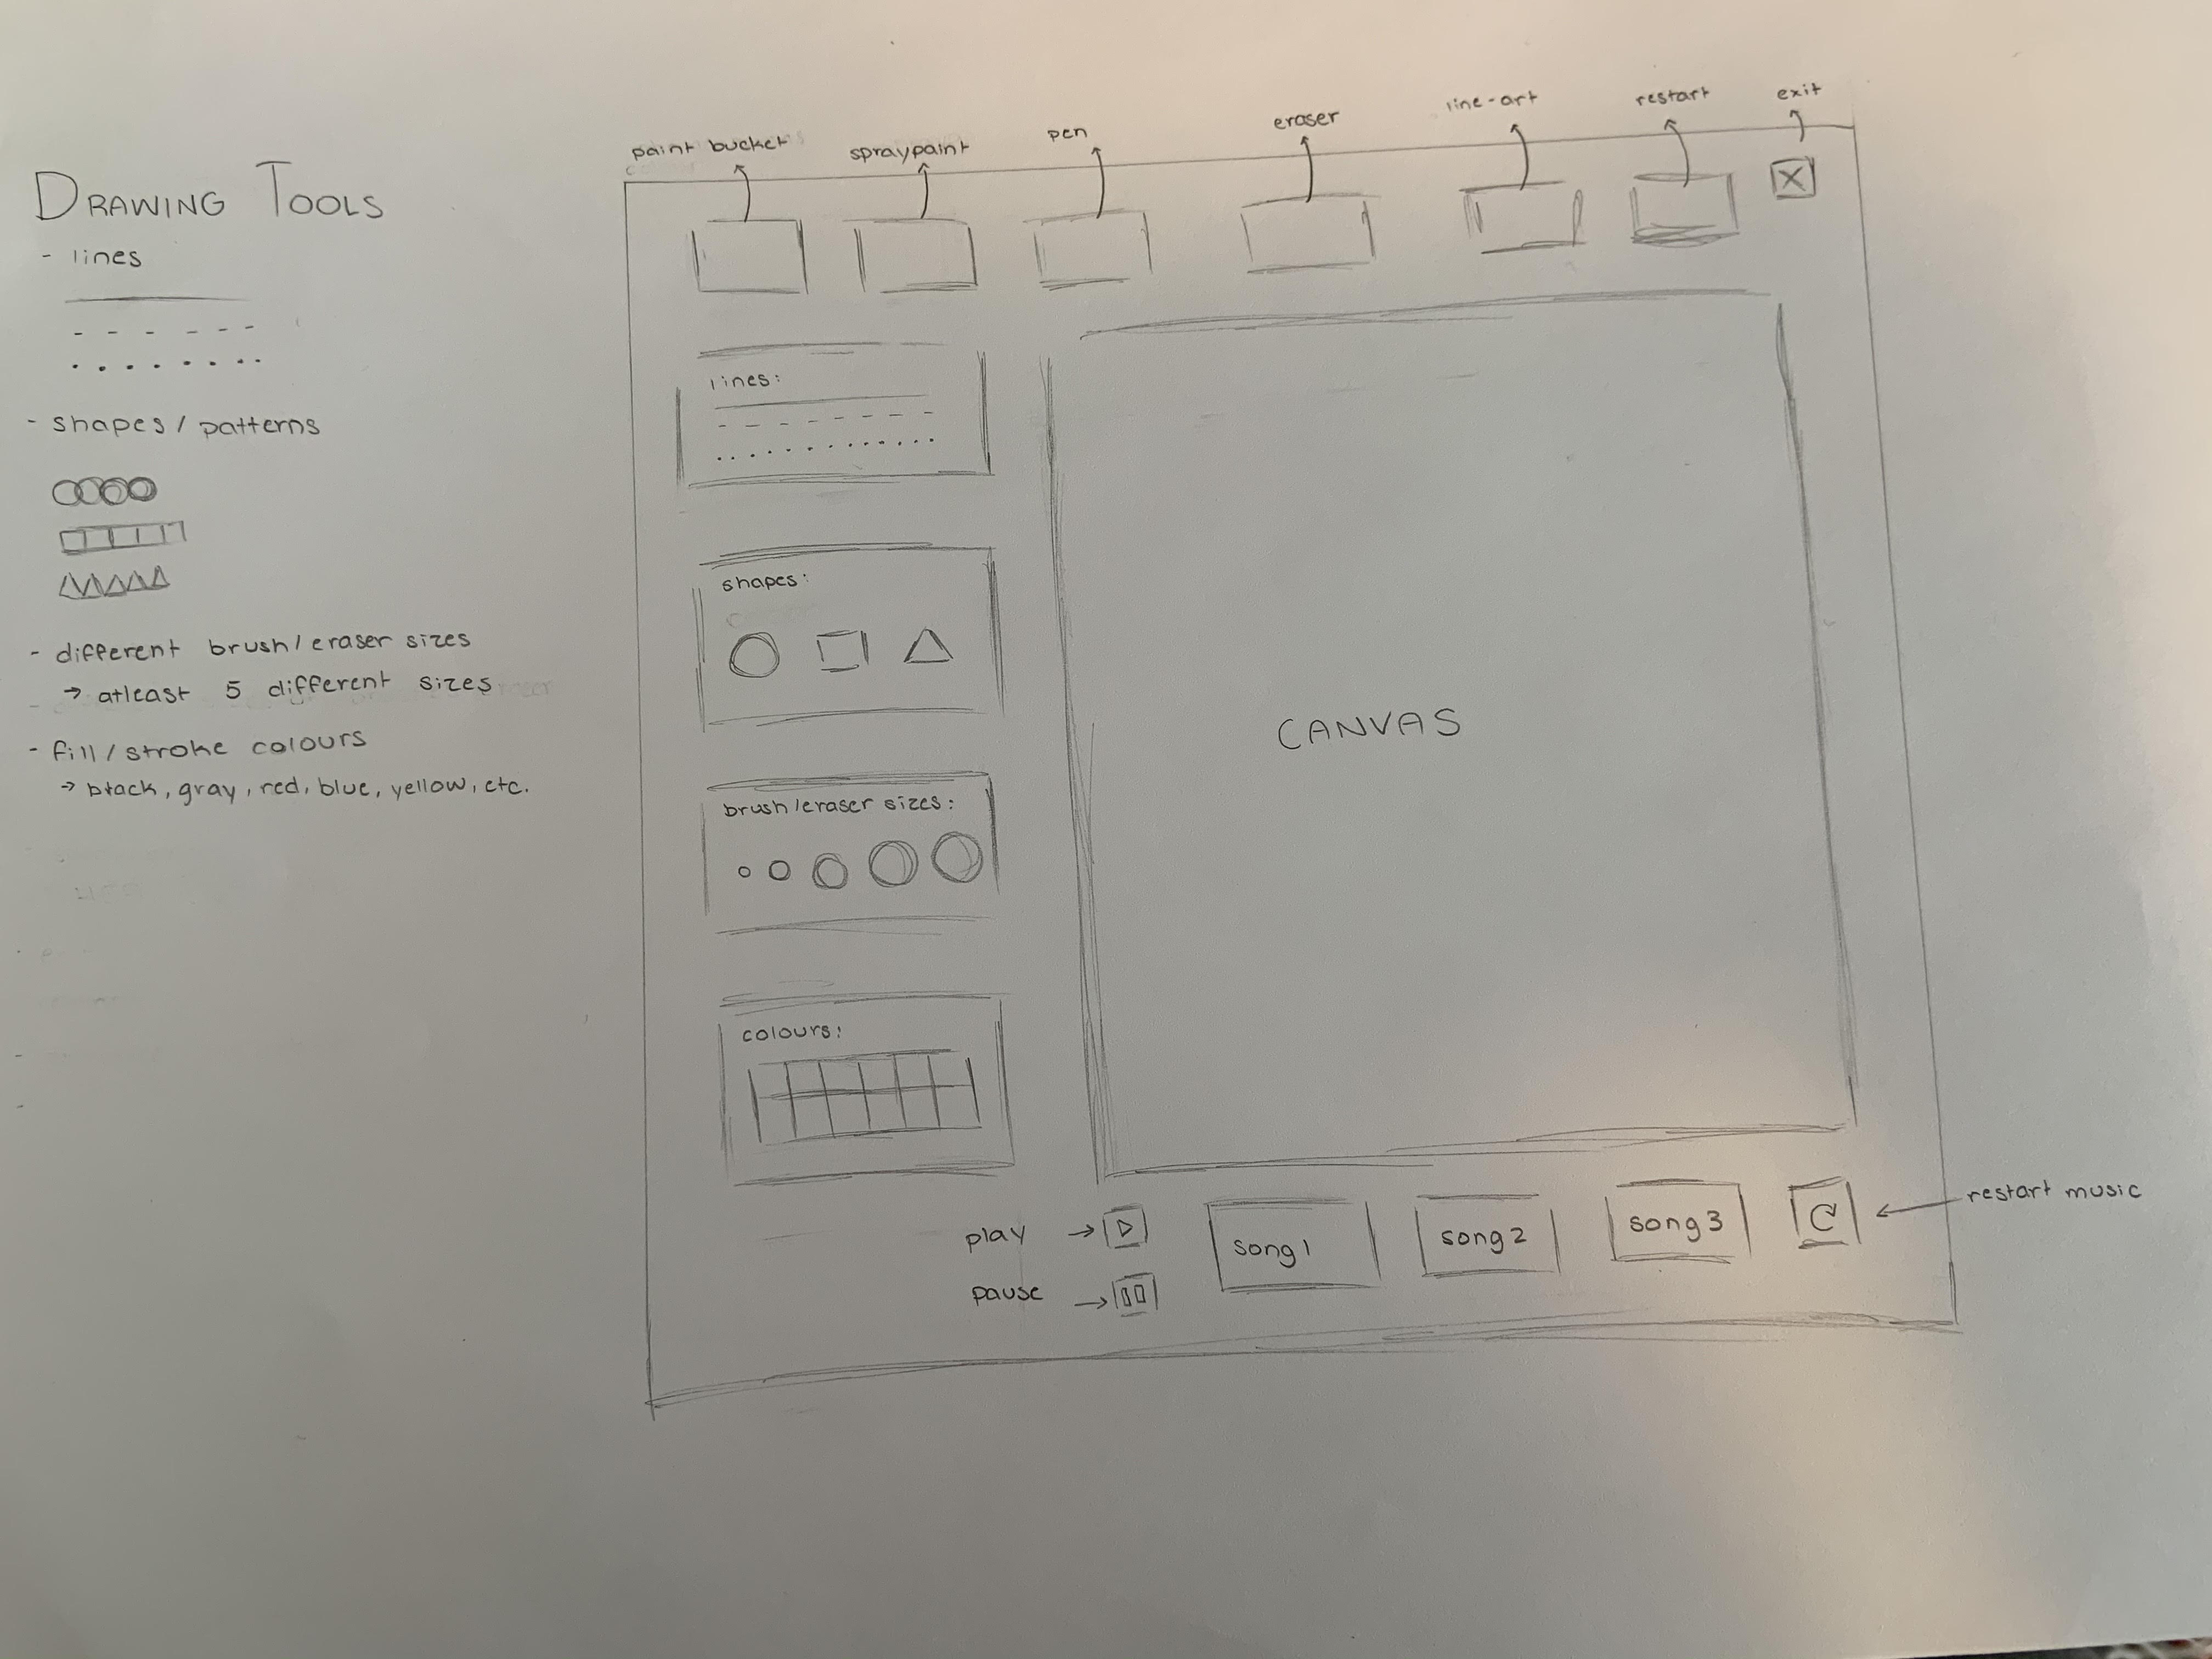 DRAWING TOOLS
- lines
- shapes / patterns
- different brush/eraser sizes
→ atleast 5 different sizes
- fill/stroke colours
→ black, gray, red, blue, yellow, etc.
paint bucket
spraypaint
pen
eraser
line-art
restart
exit
X
lines:
shapes:
brush/eraser sizes:
colours:
CANVAS
play →
pause →
song 1
song 2
song 3
← restart music